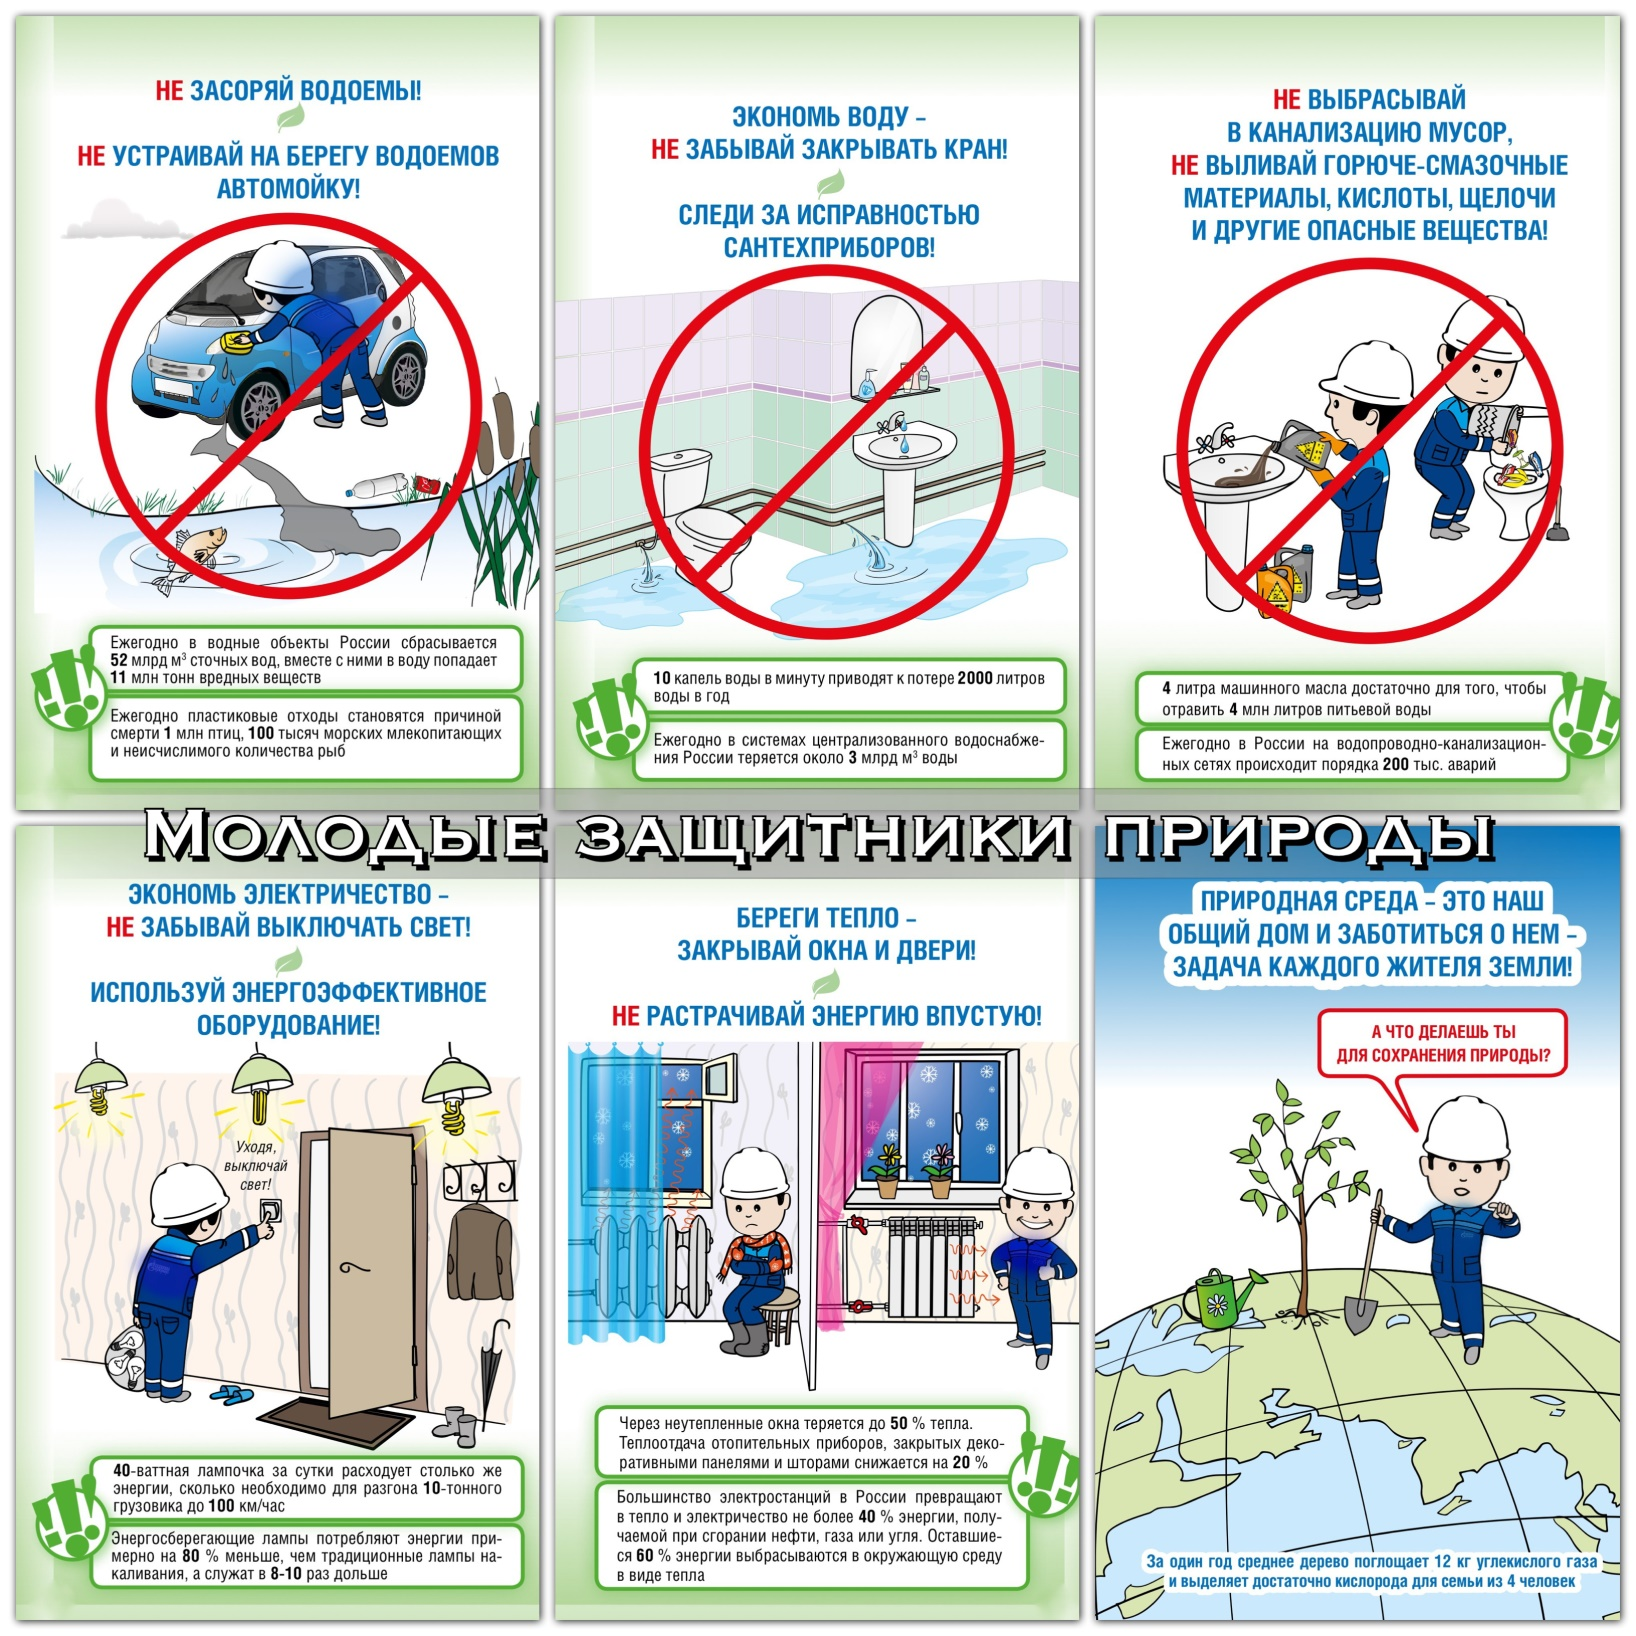 НЕ ЗАСОРЯЙ ВОДОЕМЫ!
НЕ УСТРАИВАЙ НА БЕРЕГУ ВОДОЕМОВ
АВТОМОЙКУ!
Ежегодно в водные объекты России сбрасывается
52 млрд м³ сточных вод, вместе с ними в воду попадает
11 млн тонн вредных веществ
Ежегодно пластиковые отходы становятся причиной
смерти 1 млн птиц, 100 тысяч морских млекопитающих
и неисчислимого количества рыб
ЭКОНОМЬ ВОДУ –
НЕ ЗАБЫВАЙ ЗАКРЫВАТЬ КРАН!
СЛЕДИ ЗА ИСПРАВНОСТЬЮ
САНТЕХПРИБОРОВ!
10 капель воды в минуту приводят к потере 2000 литров
воды в год
Ежегодно в системах централизованного водоснабже-
ния России теряется около 3 млрд м³ воды
НЕ ВЫБРАСЫВАЙ
В КАНАЛИЗАЦИЮ МУСОР,
НЕ ВЫЛИВАЙ ГОРЮЧЕ-СМАЗОЧНЫЕ
МАТЕРИАЛЫ, КИСЛОТЫ, ЩЕЛОЧИ
И ДРУГИЕ ОПАСНЫЕ ВЕЩЕСТВА!
4 литра машинного масла достаточно для того, чтобы
отравить 4 млн литров питьевой воды
Ежегодно в России на водопроводно-канализацион-
ных сетях происходит порядка 200 тыс. аварий
Молодые защитники природы
ЭКОНОМЬ ЭЛЕКТРИЧЕСТВО –
НЕ ЗАБЫВАЙ ВЫКЛЮЧАТЬ СВЕТ!
ИСПОЛЬЗУЙ ЭНЕРГОЭФФЕКТИВНОЕ
ОБОРУДОВАНИЕ!
Уходя,
выключай
свет!
40-ваттная лампочка за сутки расходует столько же
энергии, сколько необходимо для разгона 10-тонного
грузовика до 100 км/час
Энергосберегающие лампы потребляют энергии при-
мерно на 80 % меньше, чем традиционные лампы на-
каливания, а служат в 8-10 раз дольше
БЕРЕГИ ТЕПЛО –
ЗАКРЫВАЙ ОКНА И ДВЕРИ!
НЕ РАСТРАЧИВАЙ ЭНЕРГИЮ ВПУСТУЮ!
Через неутепленные окна теряется до 50 % тепла.
Теплоотдача отопительных приборов, закрытых деко-
ративными панелями и шторами снижается на 20 %
Большинство электростанций в России превращают
в тепло и электричество не более 40 % энергии, полу-
чаемой при сгорании нефти, газа или угля. Оставшие-
ся 60 % энергии выбрасываются в окружающую среду
в виде тепла
ПРИРОДНАЯ СРЕДА – ЭТО НАШ
ОБЩИЙ ДОМ И ЗАБОТИТЬСЯ О НЕМ –
ЗАДАЧА КАЖДОГО ЖИТЕЛЯ ЗЕМЛИ!
А ЧТО ДЕЛАЕШЬ ТЫ
ДЛЯ СОХРАНЕНИЯ ПРИРОДЫ?
За один год среднее дерево поглощает 12 кг углекислого газа
и выделяет достаточно кислорода для семьи из 4 человек